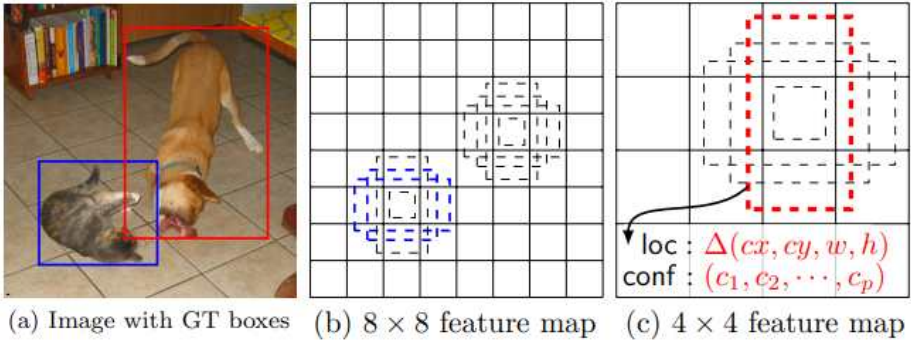 loc : Δ(cx, cy, w, h)
conf : (c₁, c₂, ⋯, cₚ)
(a) Image with GT boxes (b) 8 × 8 feature map (c) 4 × 4 feature map